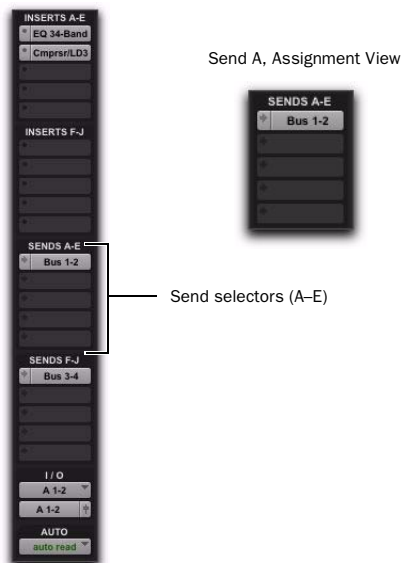 INSERTS A-E
EQ 34-Band
Cmprsr/LD3
INSERTS F-J
SENDS A-E
Bus 1-2
SENDS F-J
Bus 3-4
I / O
A 1-2
A 1-2
AUTO
auto read
Send A, Assignment View
SENDS A-E
Bus 1-2
Send selectors (A–E)